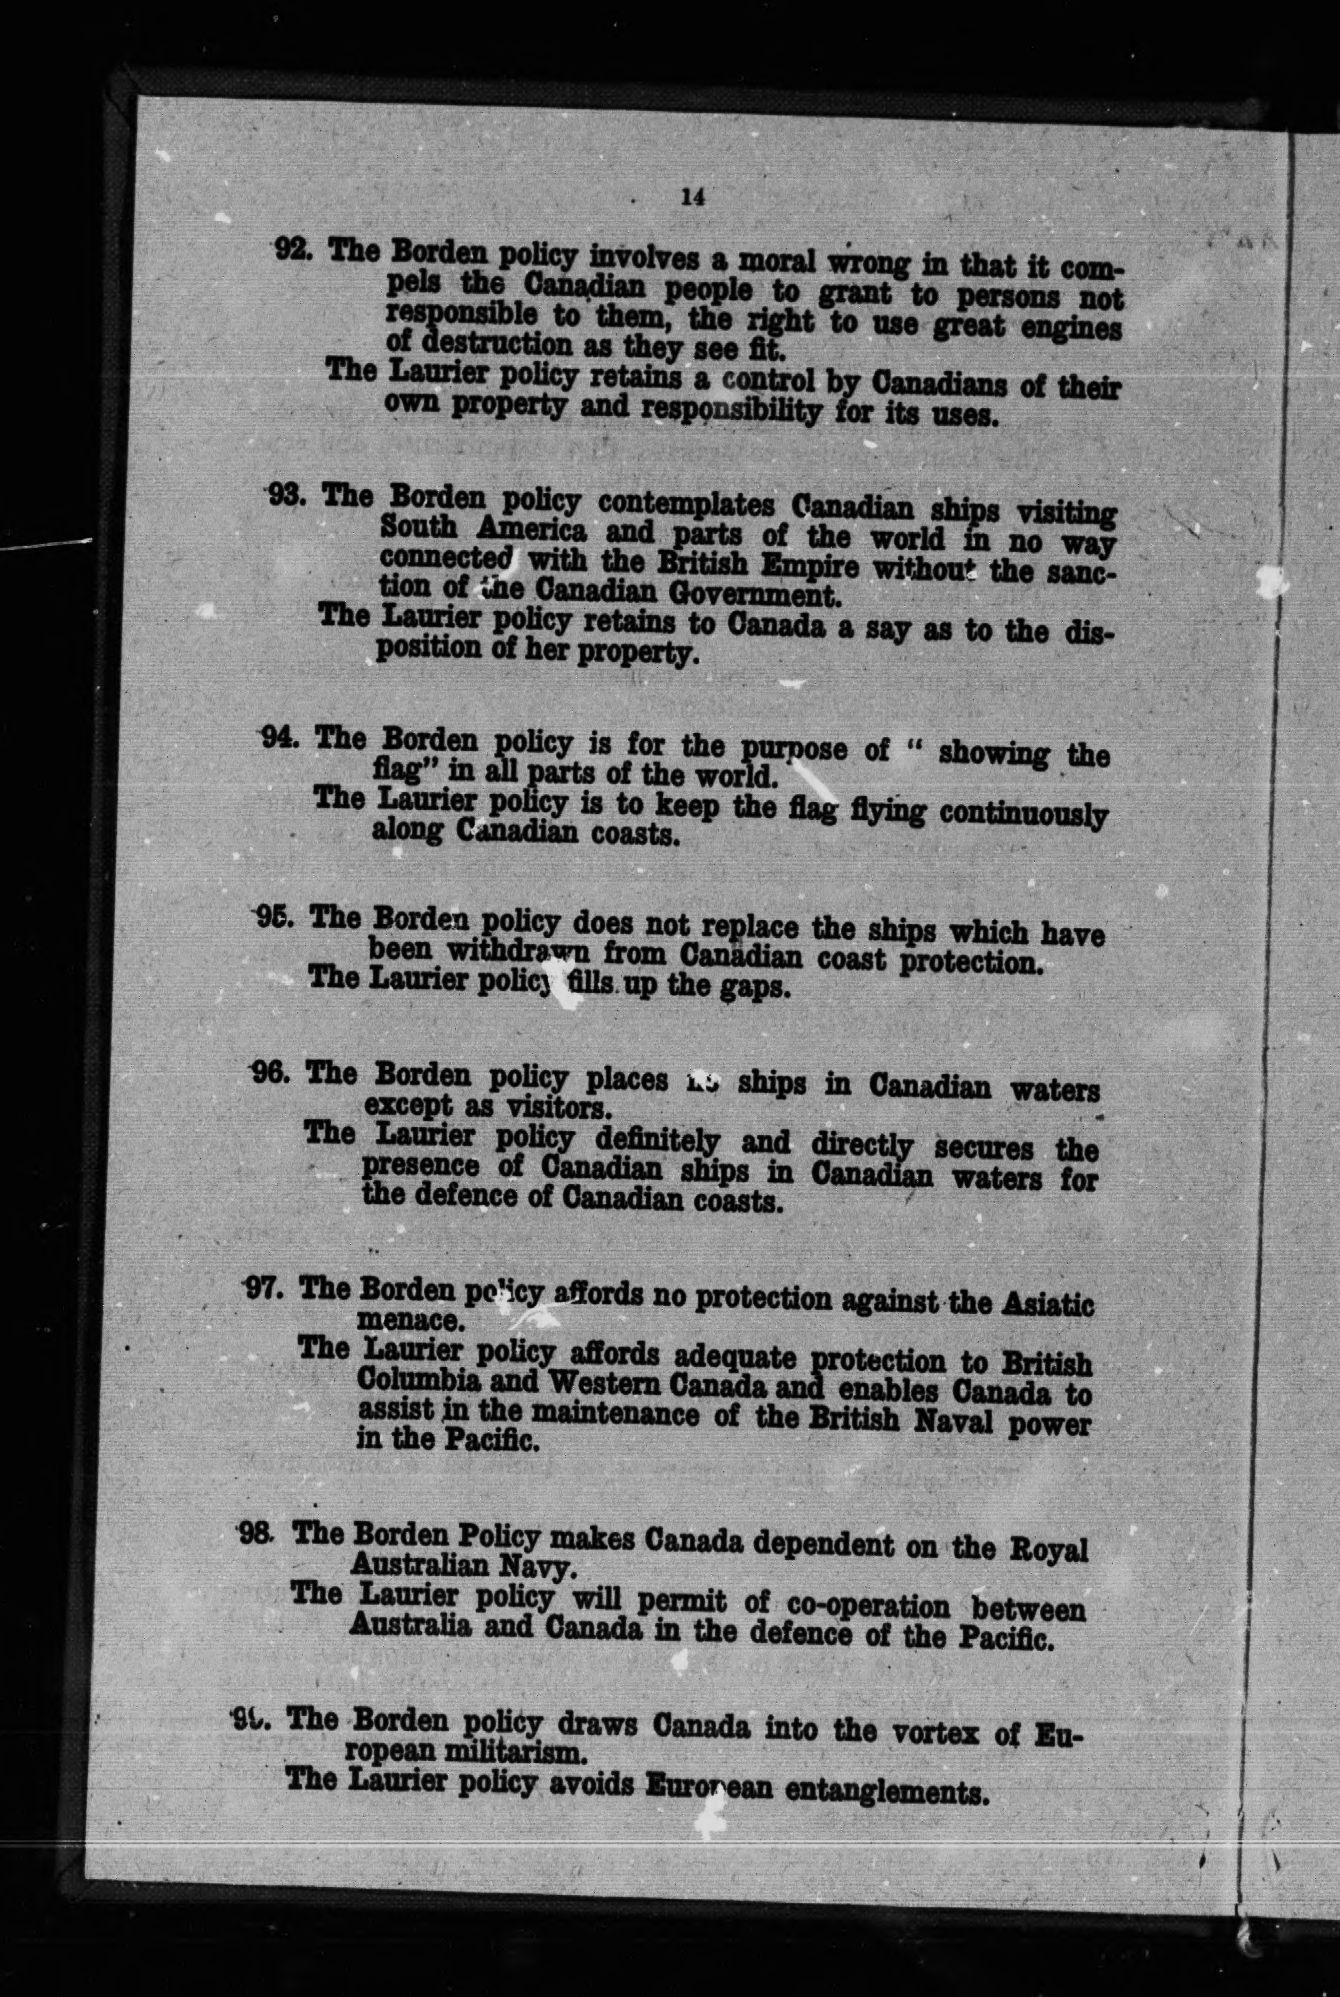 14
92. The Borden policy involves a moral wrong in that it com-
pels the Canadian people to grant to persons not
responsible to them, the right to use great engines
of destruction as they see fit.
The Laurier policy retains a control by Canadians of their
own property and responsibility for its uses.
93. The Borden policy contemplates Canadian ships visiting
South America and parts of the world in no way
connected with the British Empire without the sanc-
tion of the Canadian Government.
The Laurier policy retains to Canada a say as to the dis-
position of her property.
94. The Borden policy is for the purpose of " showing the
flag" in all parts of the world.
The Laurier policy is to keep the flag flying continuously
along Canadian coasts.
95. The Borden policy does not replace the ships which have
been withdrawn from Canadian coast protection.
The Laurier policy fills up the gaps.
96. The Borden policy places no ships in Canadian waters
except as visitors.
The Laurier policy definitely and directly secures the
presence of Canadian ships in Canadian waters for
the defence of Canadian coasts.
97. The Borden policy affords no protection against the Asiatic
menace.
The Laurier policy affords adequate protection to British
Columbia and Western Canada and enables Canada to
assist in the maintenance of the British Naval power
in the Pacific.
98. The Borden Policy makes Canada dependent on the Royal
Australian Navy.
The Laurier policy will permit of co-operation between
Australia and Canada in the defence of the Pacific.
99. The Borden policy draws Canada into the vortex of Eu-
ropean militarism.
The Laurier policy avoids European entanglements.